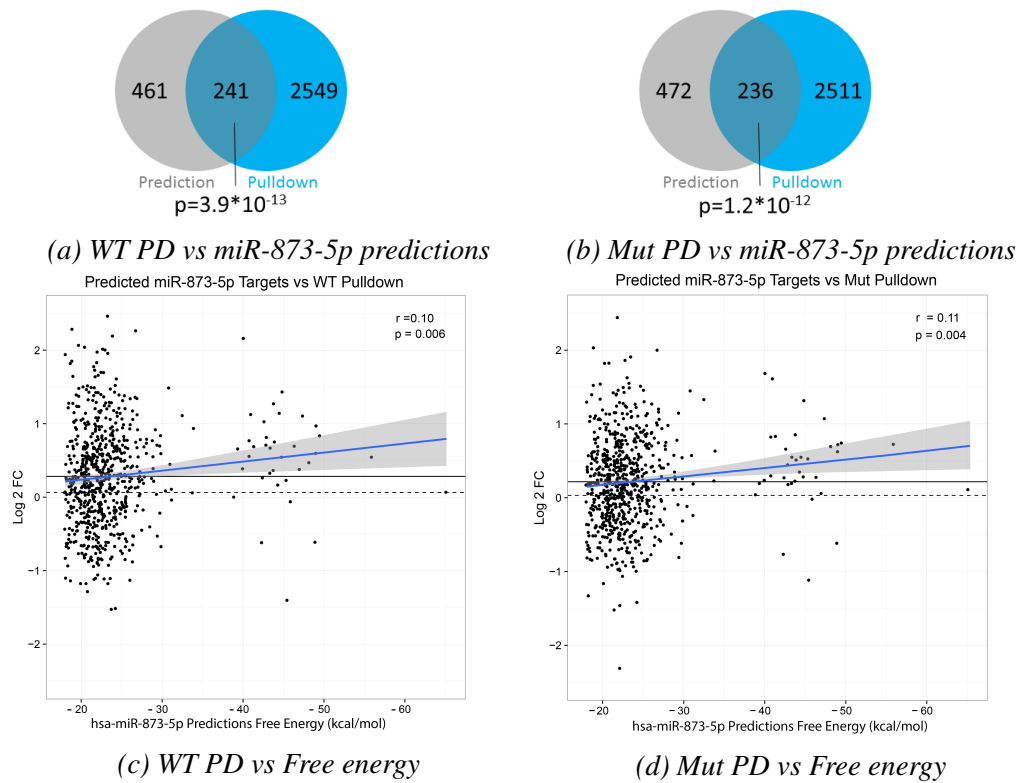 461 241 2549
Prediction Pulldown
p=3.9*10-13
(a) WT PD vs miR-873-5p predictions
472 236 2511
Prediction Pulldown
p=1.2*10-12
(b) Mut PD vs miR-873-5p predictions
Predicted miR-873-5p Targets vs WT Pulldown
r =0.10
p = 0.006
2
1
0
-1
-2
Log 2 FC
-20 -30 -40 -50 -60
hsa-miR-873-5p Predictions Free Energy (kcal/mol)
(c) WT PD vs Free energy
Predicted miR-873-5p Targets vs Mut Pulldown
r = 0.11
p = 0.004
2
1
0
-1
-2
Log 2 FC
-20 -30 -40 -50 -60
hsa-miR-873-5p Predictions Free Energy (kcal/mol)
(d) Mut PD vs Free energy